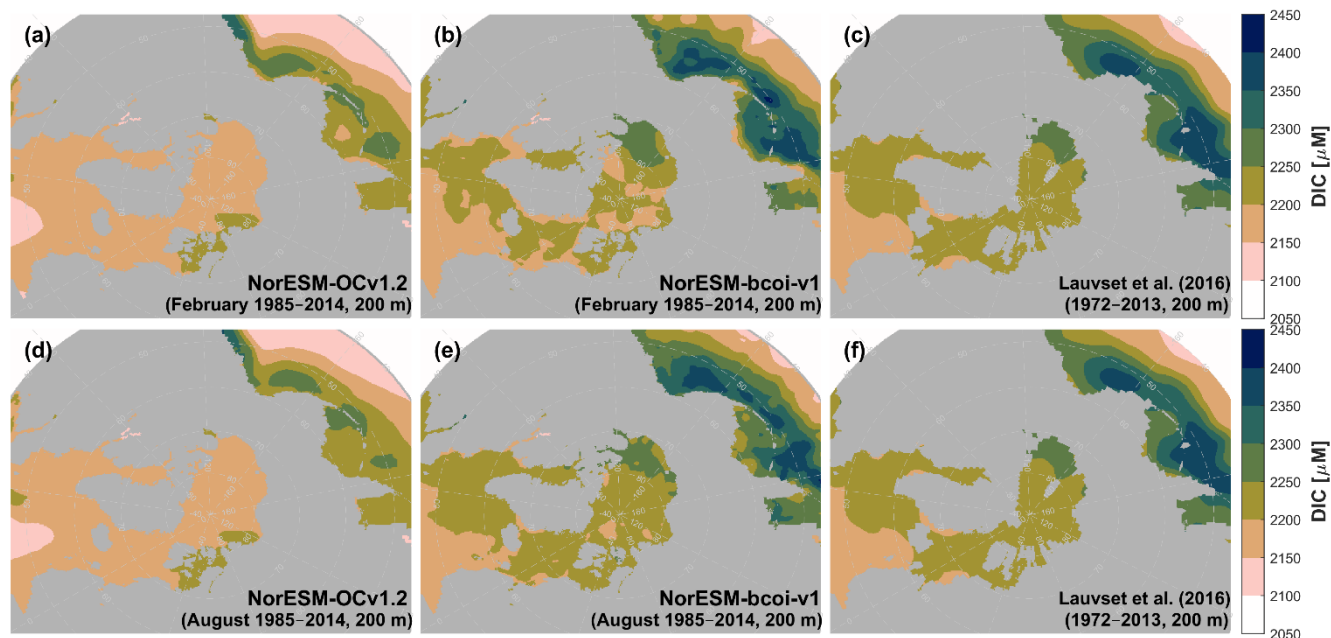 (a)
NorESM-OCv1.2
(February 1985−2014, 200 m)
(b)
NorESM-bcoi-v1
(February 1985−2014, 200 m)
(c)
Lauvset et al. (2016)
(1972−2013, 200 m)
2450
2400
2350
2300
2250
2200
2150
2100
2050
DIC [µM]
(d)
NorESM-OCv1.2
(August 1985−2014, 200 m)
(e)
NorESM-bcoi-v1
(August 1985−2014, 200 m)
(f)
Lauvset et al. (2016)
(1972−2013, 200 m)
2450
2400
2350
2300
2250
2200
2150
2100
2050
DIC [µM]